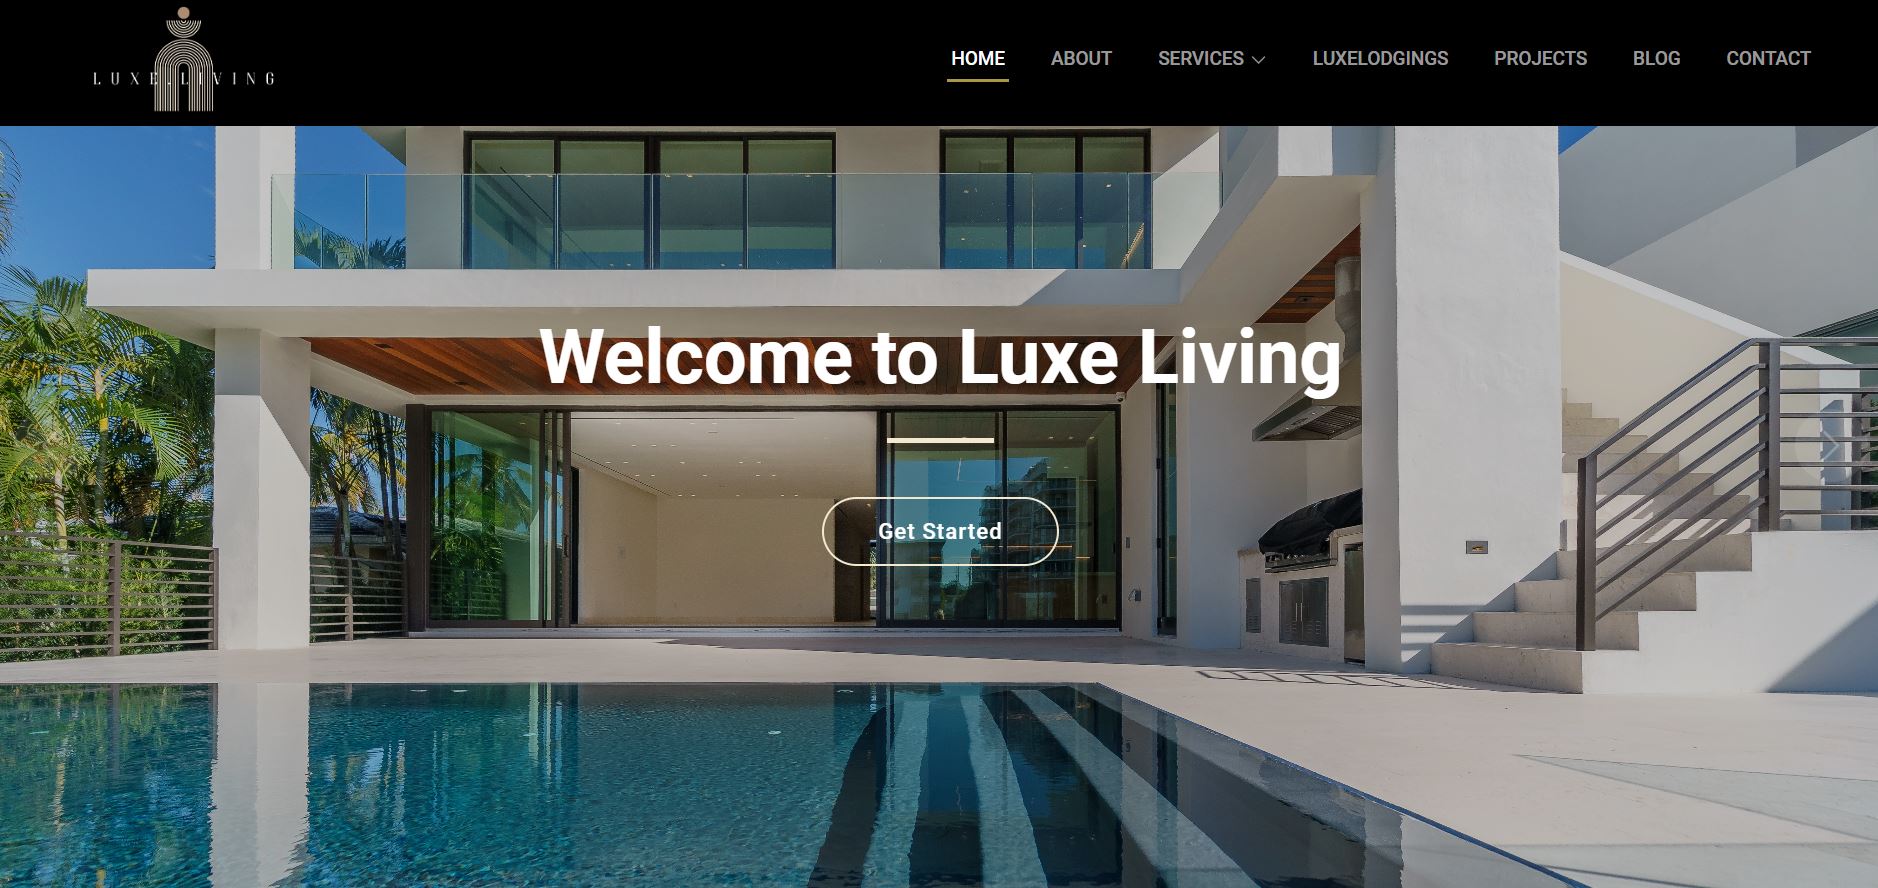 LUXE.LIVING
HOME ABOUT SERVICES LUXELODGINGS PROJECTS BLOG CONTACT
Welcome to Luxe Living
Get Started